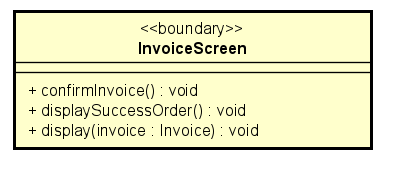 <<boundary>>
InvoiceScreen
+ confirmInvoice() : void
+ displaySuccessOrder() : void
+ display(invoice : Invoice) : void